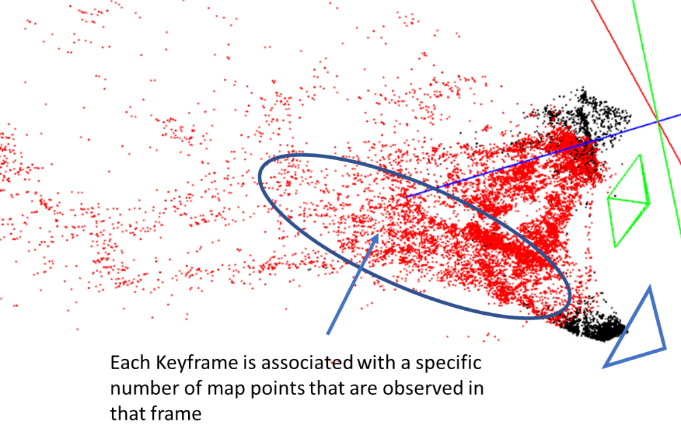 Each Keyframe is associated with a specific
number of map points that are observed in
that frame